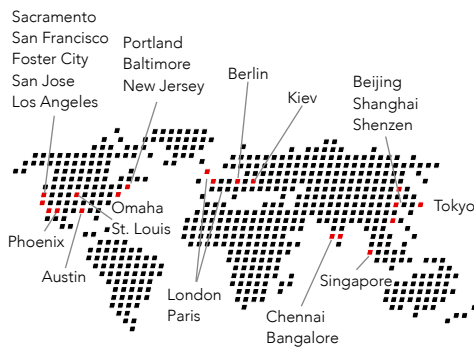 Sacramento
San Francisco
Foster City
San Jose
Los Angeles
Portland
Baltimore
New Jersey
Berlin
Kiev
Beijing
Shanghai
Shenzen
Tokyo
Omaha
St. Louis
Phoenix
Austin
London
Paris
Singapore
Chennai
Bangalore